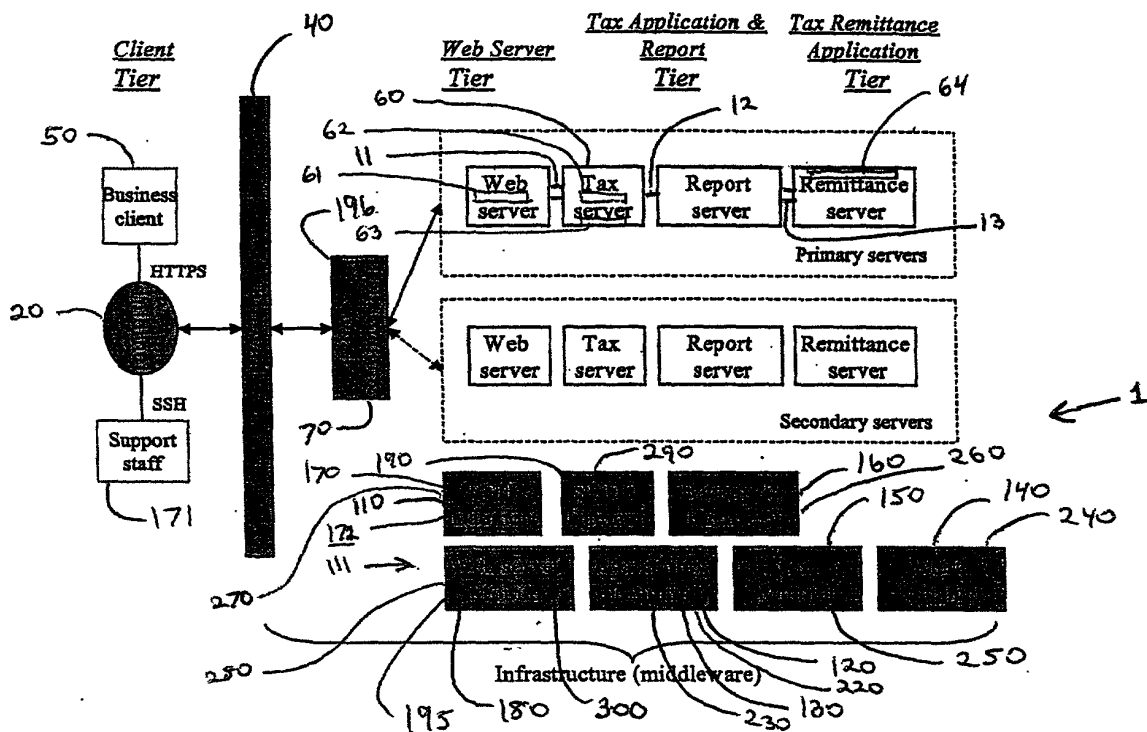 40
Client
Tier
Web Server
Tier
Tax Application &
Report
Tier
Tax Remittance
Application
Tier
50
60
12
64
62
11
61
63
Business
client
196
Web
server
Tax
server
Report
server
Remittance
server
13
Primary servers
HTTPS
20
Web
server
Tax
server
Report
server
Remittance
server
SSH
Secondary servers
1
Support
staff
70
171
190
290
160
260
170
110
172
111
150
140
240
270
280
Infrastructure (middleware)
120
220
250
195
180
300
230
130